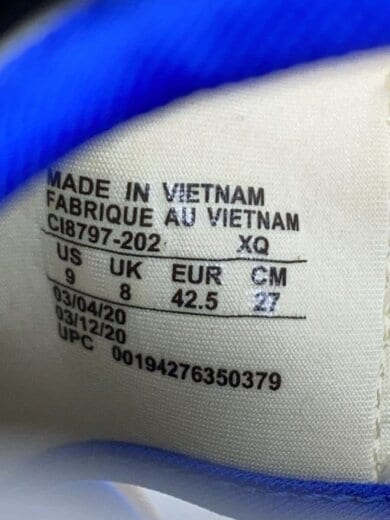 MADE IN VIETNAM
FABRIQUE AU VIETNAM
CI8797-202 XQ
US UK EUR CM
9 8 42.5 27
03/04/20
03/12/20
UPC 00194276350379